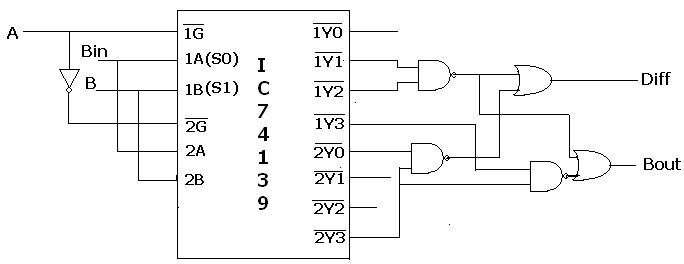 A
Bin
B
1G
1A(S0)
1B(S1)
2G
2A
2B
I
C
7
4
1
3
9
1Y0
1Y1
1Y2
1Y3
2Y0
2Y1
2Y2
2Y3
Diff
Bout